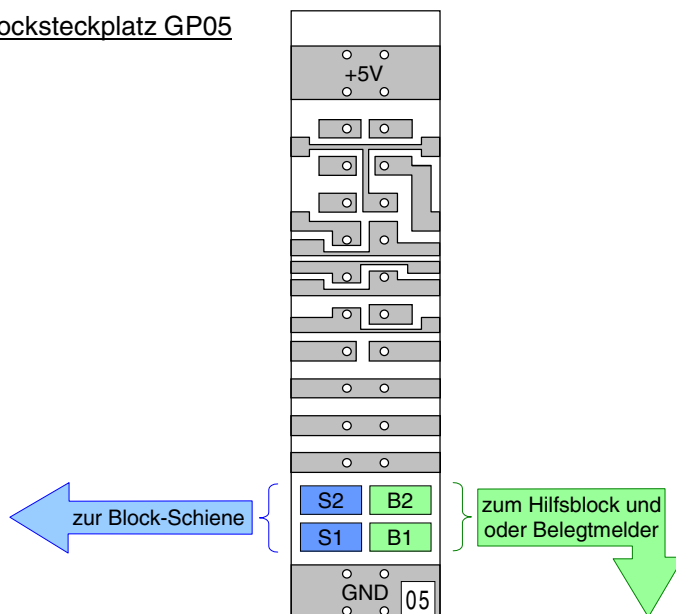 ocksteckplatz GP05
+5V
S2 B2
S1 B1
zur Block-Schiene
zum Hilfsblock und
oder Belegtmelder
GND 05